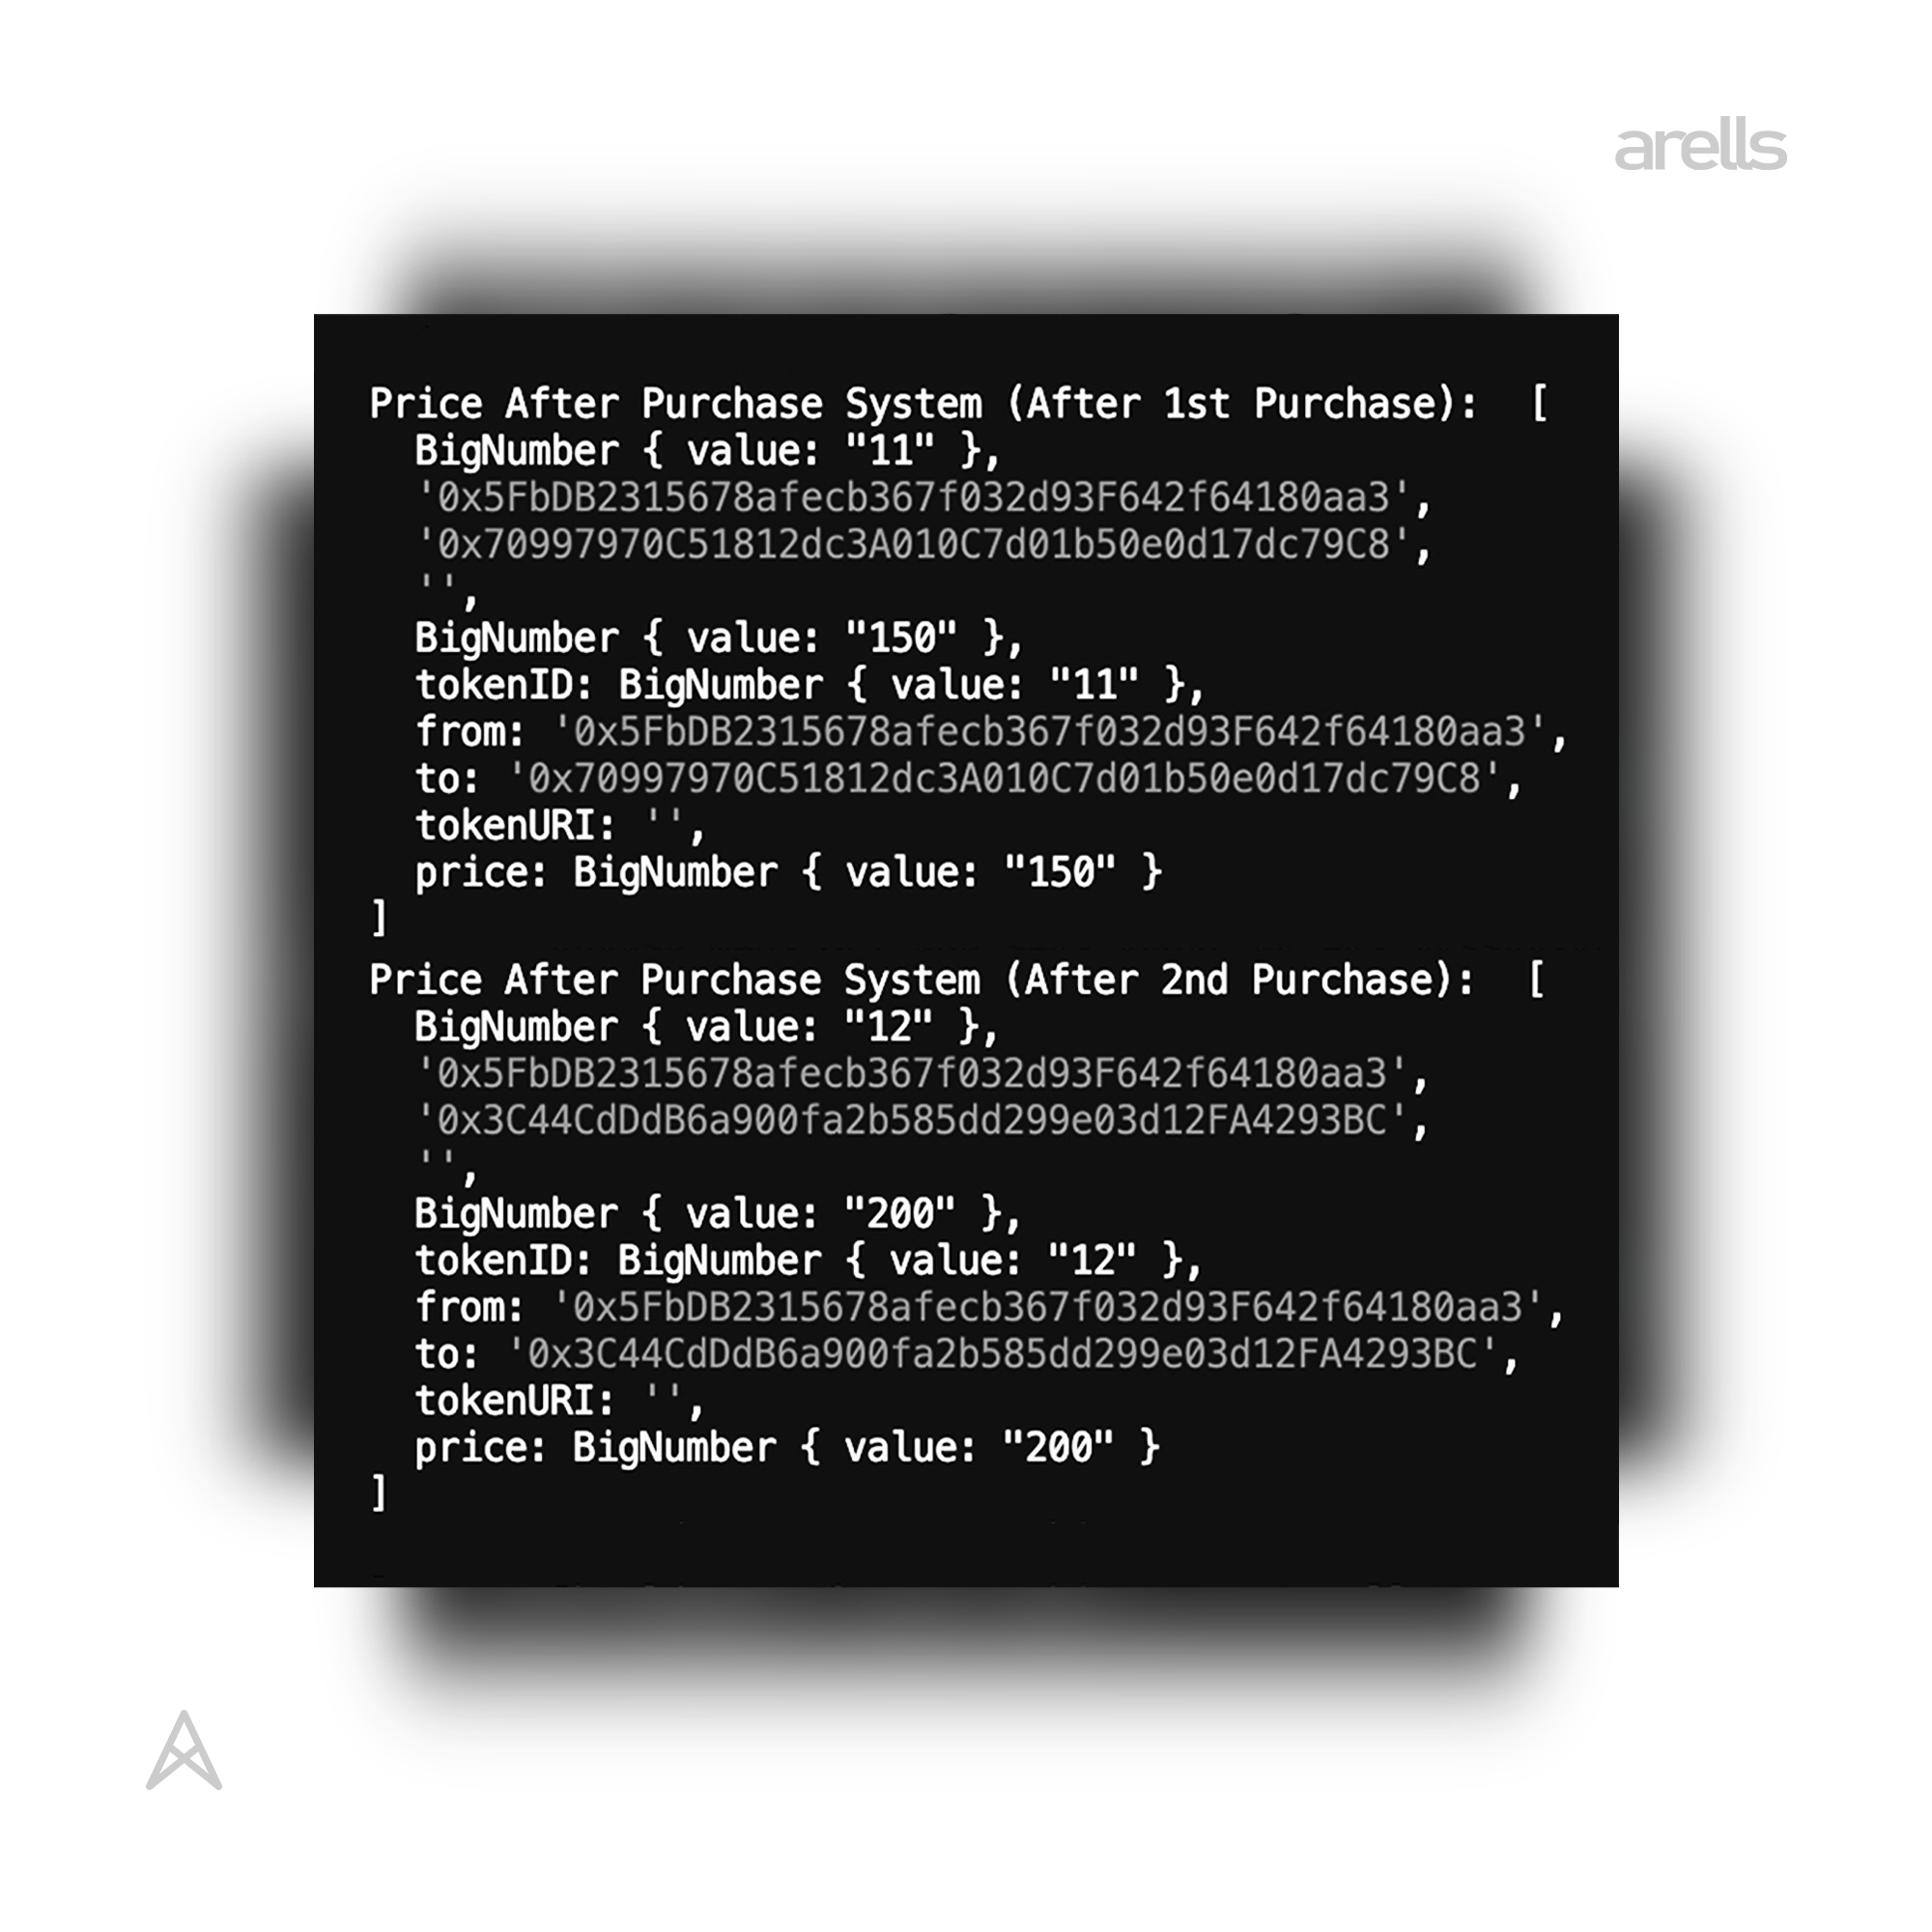 arells
Price After Purchase System (After 1st Purchase):  [
  BigNumber { value: "11" },
  '0x5FbDB2315678afecb367f032d93F642f64180aa3',
  '0x70997970C51812dc3A010C7d01b50e0d17dc79C8',
  '',
  BigNumber { value: "150" },
  tokenID: BigNumber { value: "11" },
  from: '0x5FbDB2315678afecb367f032d93F642f64180aa3',
  to: '0x70997970C51812dc3A010C7d01b50e0d17dc79C8',
  tokenURI: '',
  price: BigNumber { value: "150" }
]
Price After Purchase System (After 2nd Purchase):  [
  BigNumber { value: "12" },
  '0x5FbDB2315678afecb367f032d93F642f64180aa3',
  '0x3C44CdDdB6a900fa2b585dd299e03d12FA4293BC',
  '',
  BigNumber { value: "200" },
  tokenID: BigNumber { value: "12" },
  from: '0x5FbDB2315678afecb367f032d93F642f64180aa3',
  to: '0x3C44CdDdB6a900fa2b585dd299e03d12FA4293BC',
  tokenURI: '',
  price: BigNumber { value: "200" }
]